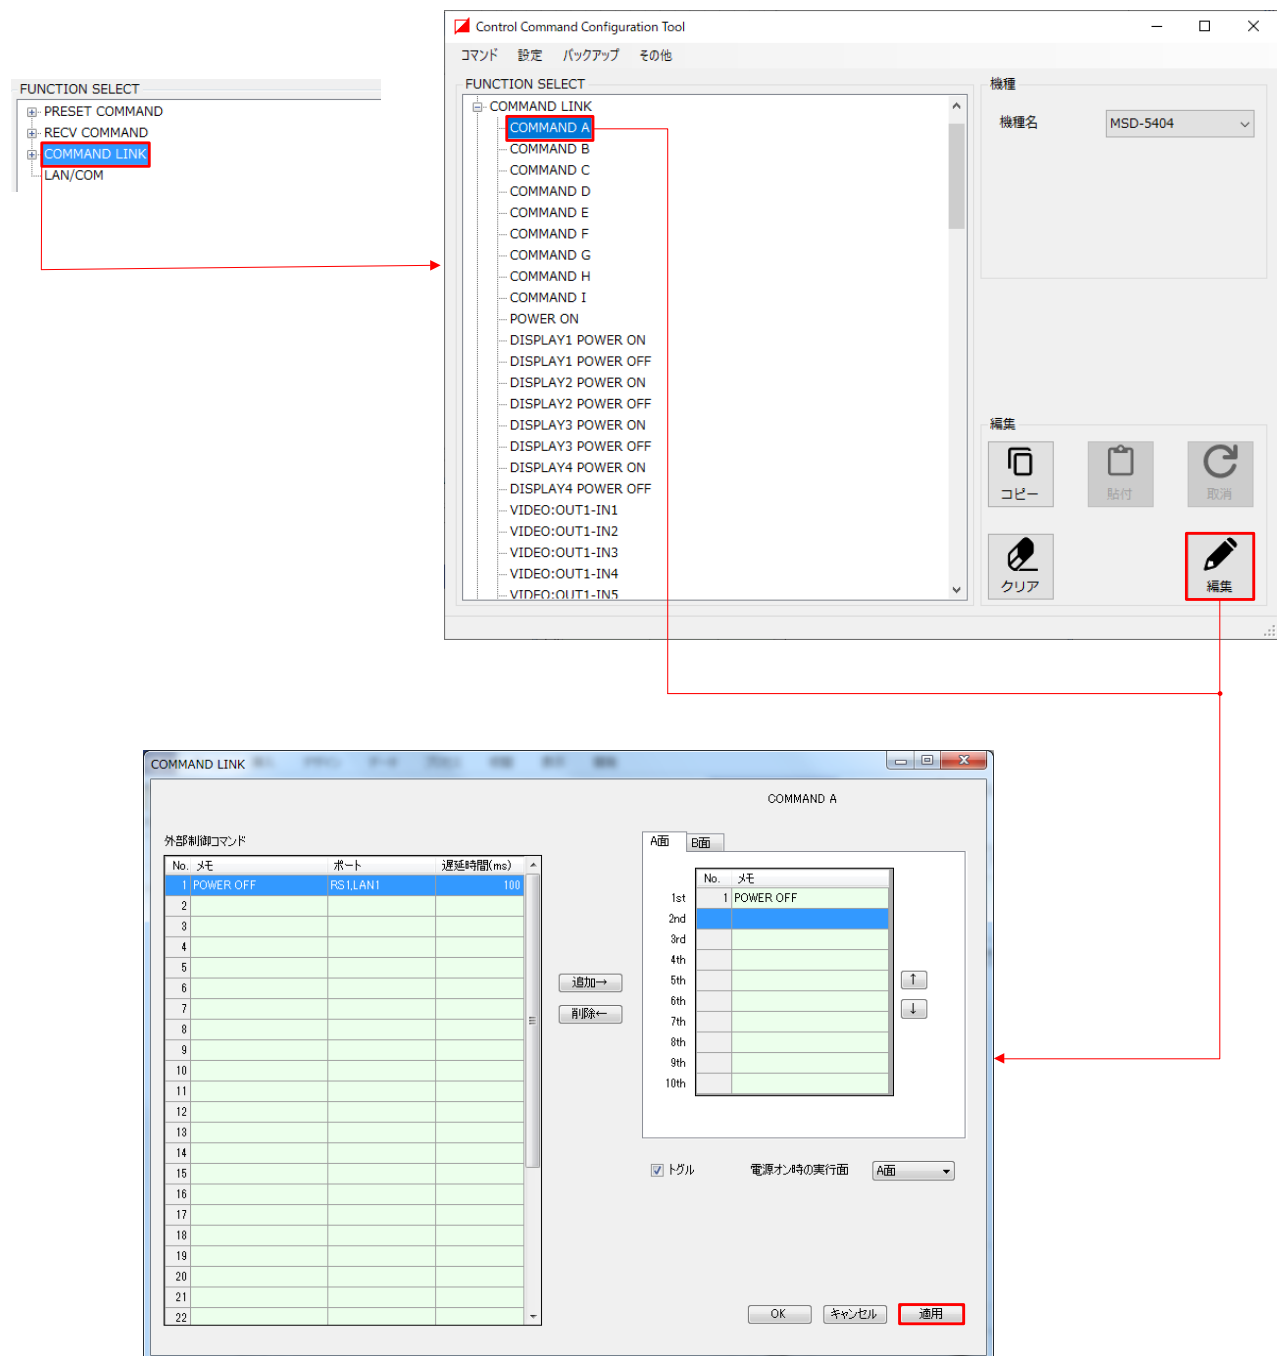 Control Command Configuration Tool
コマンド 設定 バックアップ その他
FUNCTION SELECT
PRESET COMMAND
RECV COMMAND
COMMAND LINK
LAN/COM
FUNCTION SELECT
COMMAND LINK
COMMAND A
COMMAND B
COMMAND C
COMMAND D
COMMAND E
COMMAND F
COMMAND G
COMMAND H
COMMAND I
POWER ON
DISPLAY1 POWER ON
DISPLAY1 POWER OFF
DISPLAY2 POWER ON
DISPLAY2 POWER OFF
DISPLAY3 POWER ON
DISPLAY3 POWER OFF
DISPLAY4 POWER ON
DISPLAY4 POWER OFF
VIDEO:OUT1-IN1
VIDEO:OUT1-IN2
VIDEO:OUT1-IN3
VIDEO:OUT1-IN4
VIDEO:OUT1-IN5
機種
機種名 MSD-5404
編集
コピー 貼付 取消
クリア 編集
COMMAND LINK
COMMAND A
外部制御コマンド
No. メモ ポート 遅延時間(ms)
1 POWER OFF RS1,LAN1 100
2
3
4
5
6
7
8
9
10
11
12
13
14
15
16
17
18
19
20
21
22
追加→
削除←
A面 B面
No. メモ
1st 1 POWER OFF
2nd
3rd
4th
5th
6th
7th
8th
9th
10th
↑
↓
トグル 電源オン時の実行面 A面
OK キャンセル 適用